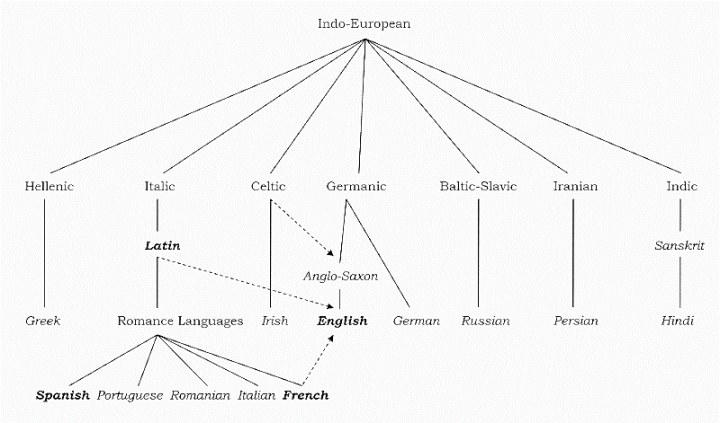 Indo-European
Hellenic Italic Celtic Germanic Baltic-Slavic Iranian Indic
Latin Sanskrit
Anglo-Saxon
Greek Romance Languages Irish English German Russian Persian Hindi
Spanish Portuguese Romanian Italian French